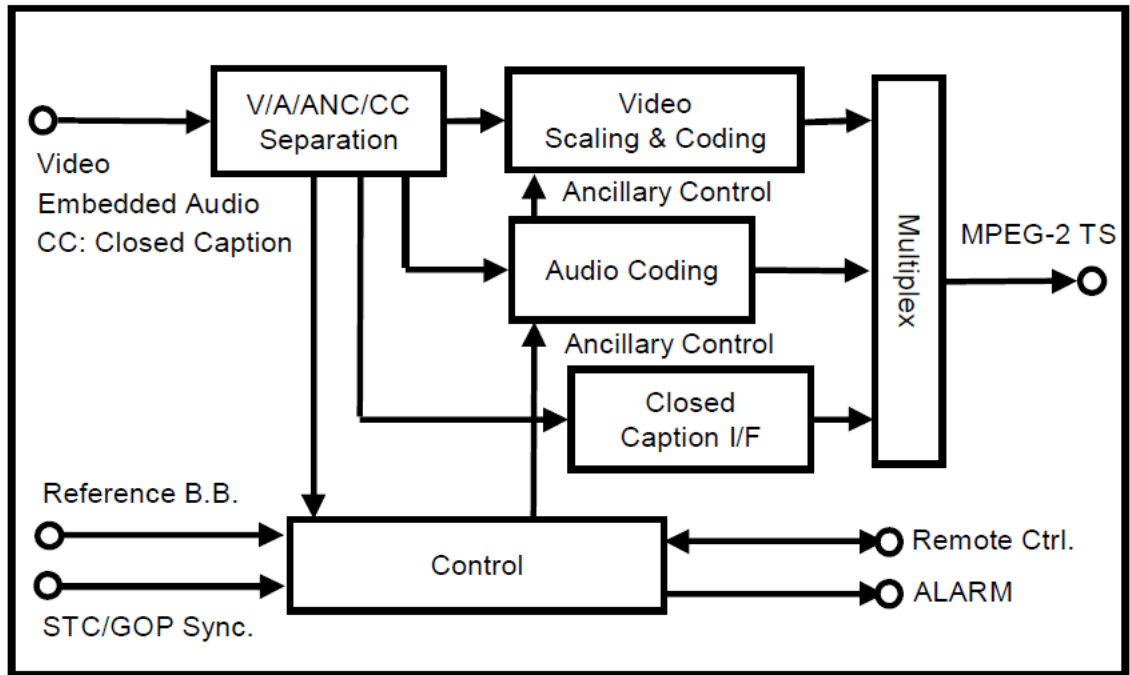 V/A/ANC/CC
Separation
Video
Scaling & Coding
Video
Embedded Audio
CC: Closed Caption
Ancillary Control
Audio Coding
Multiplex
MPEG-2 TS
Ancillary Control
Closed
Caption I/F
Reference B.B.
Control
Remote Ctrl.
ALARM
STC/GOP Sync.